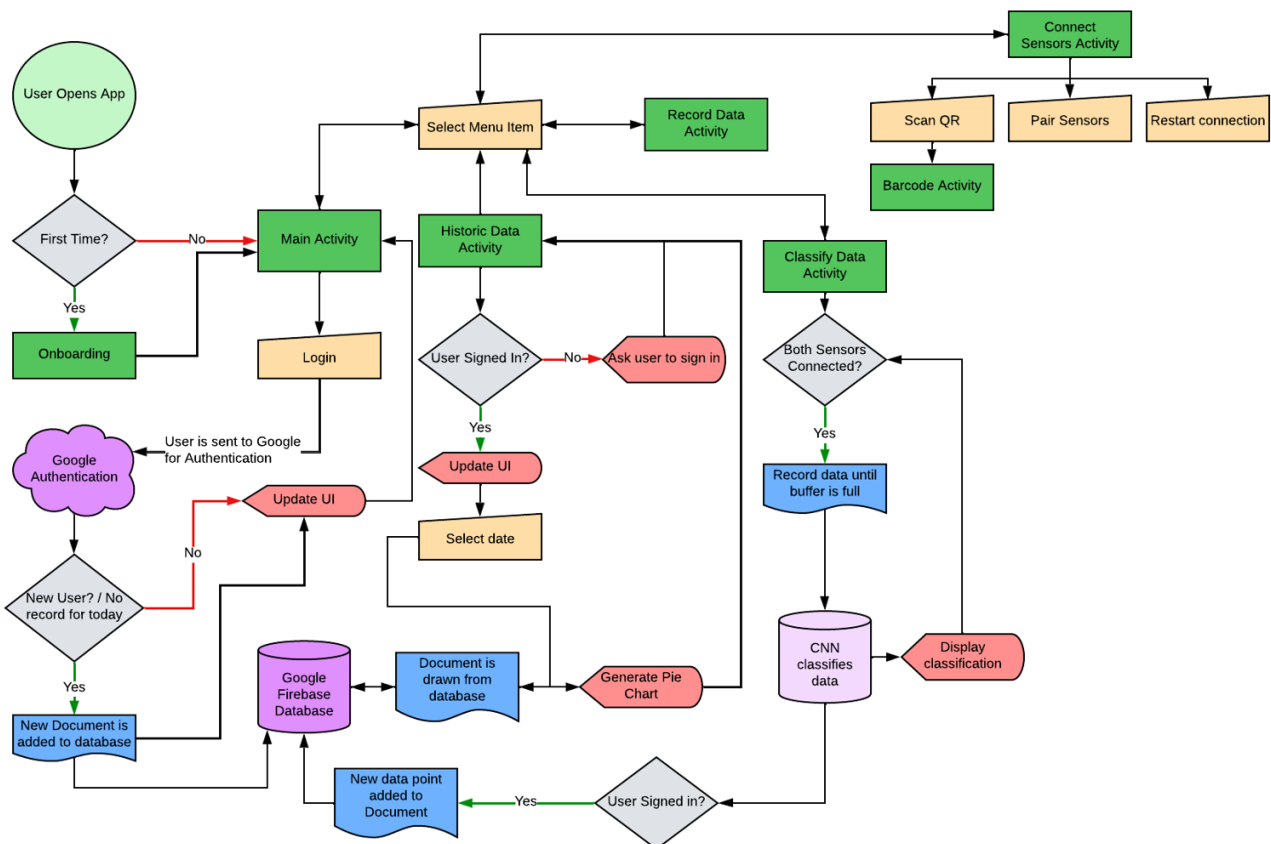 Connect
Sensors Activity
User Opens App
Select Menu Item
Record Data
Activity
Scan QR
Pair Sensors
Restart connection
Barcode Activity
First Time?
No
Main Activity
Historic Data
Activity
Classify Data
Activity
Yes
Onboarding
Login
User Signed In?
No
Ask user to sign in
Both Sensors
Connected?
Yes
Yes
User is sent to Google
for Authentication
Google
Authentication
Update UI
Record data until
buffer is full
Update UI
Select date
No
New User? / No
record for today
CNN
classifies
data
Display
classification
Yes
Google
Firebase
Database
Document is
drawn from
database
Generate Pie
Chart
New Document is
added to database
New data point
added to
Document
Yes
User Signed in?